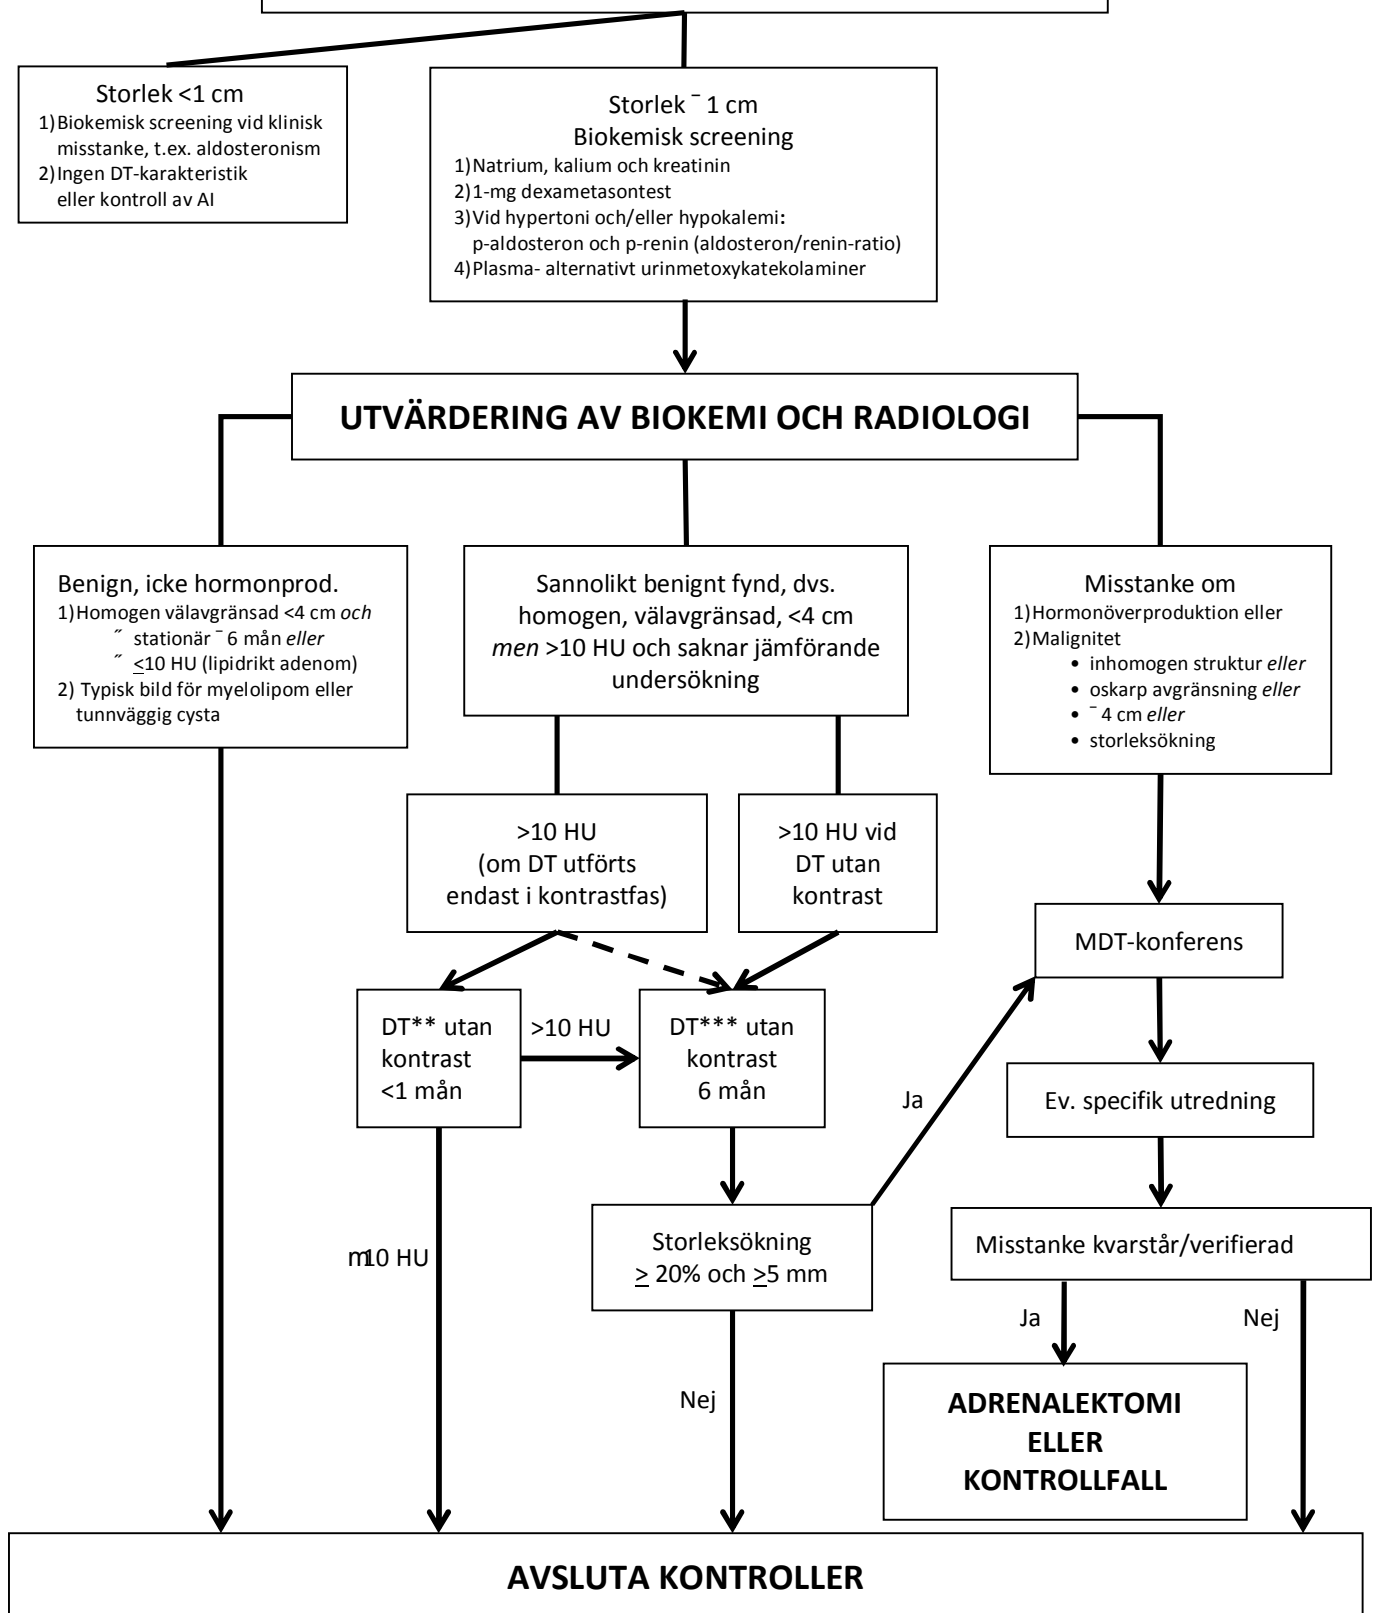 Storlek <1 cm
1)Biokemisk screening vid klinisk
misstanke, t.ex. aldosteronism
2)Ingen DT-karakteristik
eller kontroll av AI
Storlek ¯ 1 cm
Biokemisk screening
1)Natrium, kalium och kreatinin
2)1-mg dexametasontest
3)Vid hypertoni och/eller hypokalemi:
p-aldosteron och p-renin (aldosteron/renin-ratio)
4)Plasma- alternativt urinmetoxykatekolaminer
UTVÄRDERING AV BIOKEMI OCH RADIOLOGI
Benign, icke hormonprod.
1)Homogen välavgränsad <4 cm och
˝ stationär ¯ 6 mån eller
˝ ≤10 HU (lipidrikt adenom)
2) Typisk bild för myelolipom eller
tunnväggig cysta
Sannolikt benignt fynd, dvs.
homogen, välavgränsad, <4 cm
men >10 HU och saknar jämförande
undersökning
Misstanke om
1)Hormonöverproduktion eller
2)Malignitet
• inhomogen struktur eller
• oskarp avgränsning eller
• ¯ 4 cm eller
• storleksökning
>10 HU
(om DT utförts
endast i kontrastfas)
>10 HU vid
DT utan
kontrast
MDT-konferens
DT** utan
kontrast
<1 mån
>10 HU
DT*** utan
kontrast
6 mån
Ja
Ev. specifik utredning
m10 HU
Storleksökning
≥ 20% och ≥5 mm
Misstanke kvarstår/verifierad
Ja
Nej
Nej
ADRENALEKTOMI
ELLER
KONTROLLFALL
AVSLUTA KONTROLLER